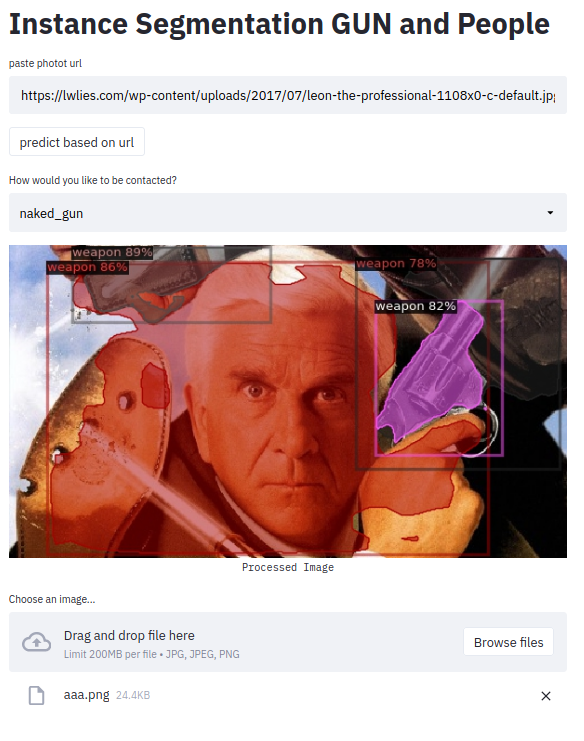 Instance Segmentation GUN and People
paste photot url
https://lwlies.com/wp-content/uploads/2017/07/leon-the-professional-1108x0-c-default.jpg
predict based on url
How would you like to be contacted?
naked_gun
weapon 89%
weapon 86%
weapon 78%
weapon 82%
Processed Image
Choose an image...
Drag and drop file here
Limit 200MB per file • JPG, JPEG, PNG
Browse files
aaa.png 24.4KB